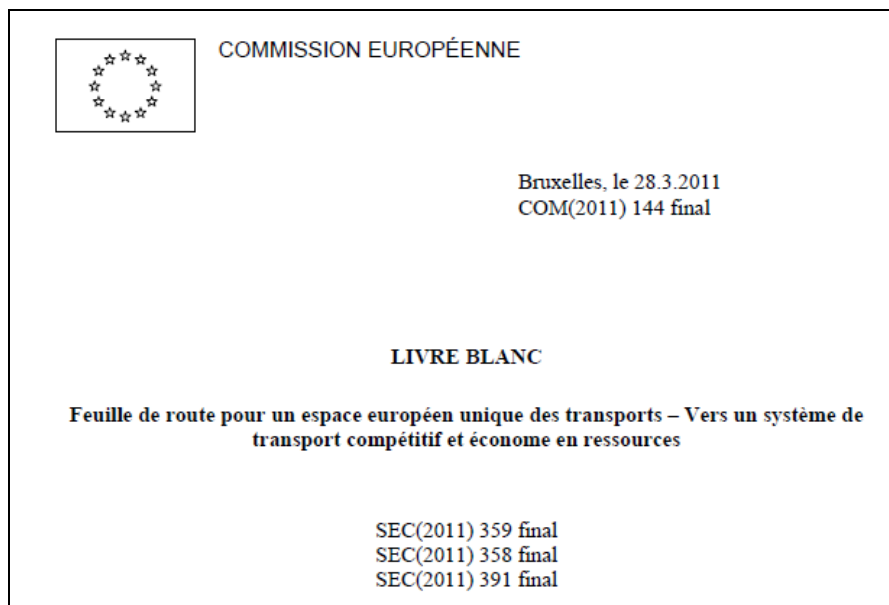 COMMISSION EUROPÉENNE
Bruxelles, le 28.3.2011
COM(2011) 144 final
LIVRE BLANC
Feuille de route pour un espace européen unique des transports – Vers un système de
transport compétitif et économe en ressources
SEC(2011) 359 final
SEC(2011) 358 final
SEC(2011) 391 final